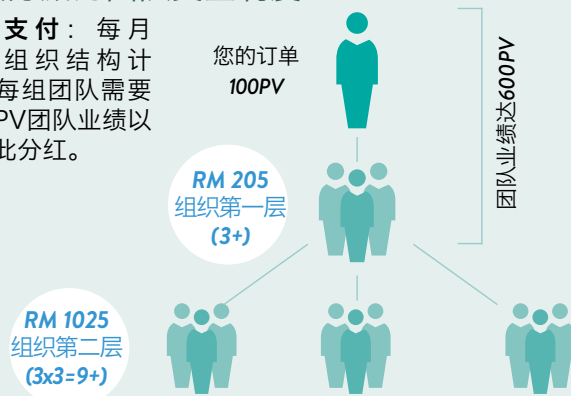 支付：每月
组织结构计
每组团队需要
PV团队业绩以
此分红。
您的订单
100PV
团队业绩达600PV
RM 205
组织第一层
(3+)
RM 1025
组织第二层
(3x3=9+)